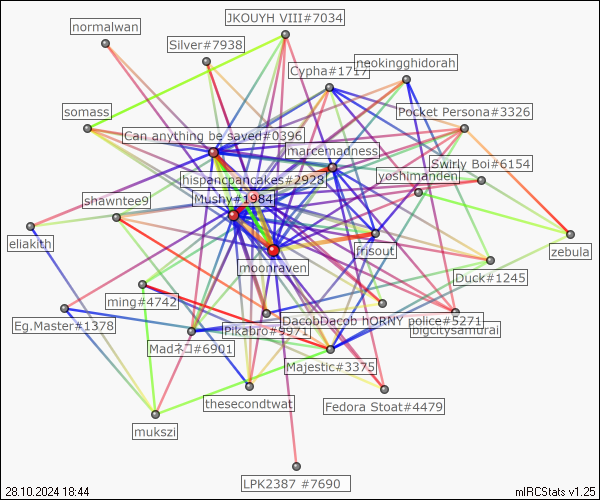 JKOUYH VIII#7034
normalwan
Silver#7938
neokingghidorah
Cypha#1717
somass
Pocket Persona#3326
Can anything be saved#0396
marcemadness
Swirly Boi#6154
yoshimanden
hispancpancakes#2928
shawntee9
Mushy#1984
eliakith
frisout
zebula
moonraven
Duck#1245
ming#4742
DacobDacob hORNY police#5271
Eg.Master#1378
Pikabro#9971
bigcitysamurai
Madネコ#6901
Majestic#3375
thesecondtwat
Fedora Stoat#4479
mukszi
LPK2387 #7690
28.10.2024 18:44
mIRCStats v1.25